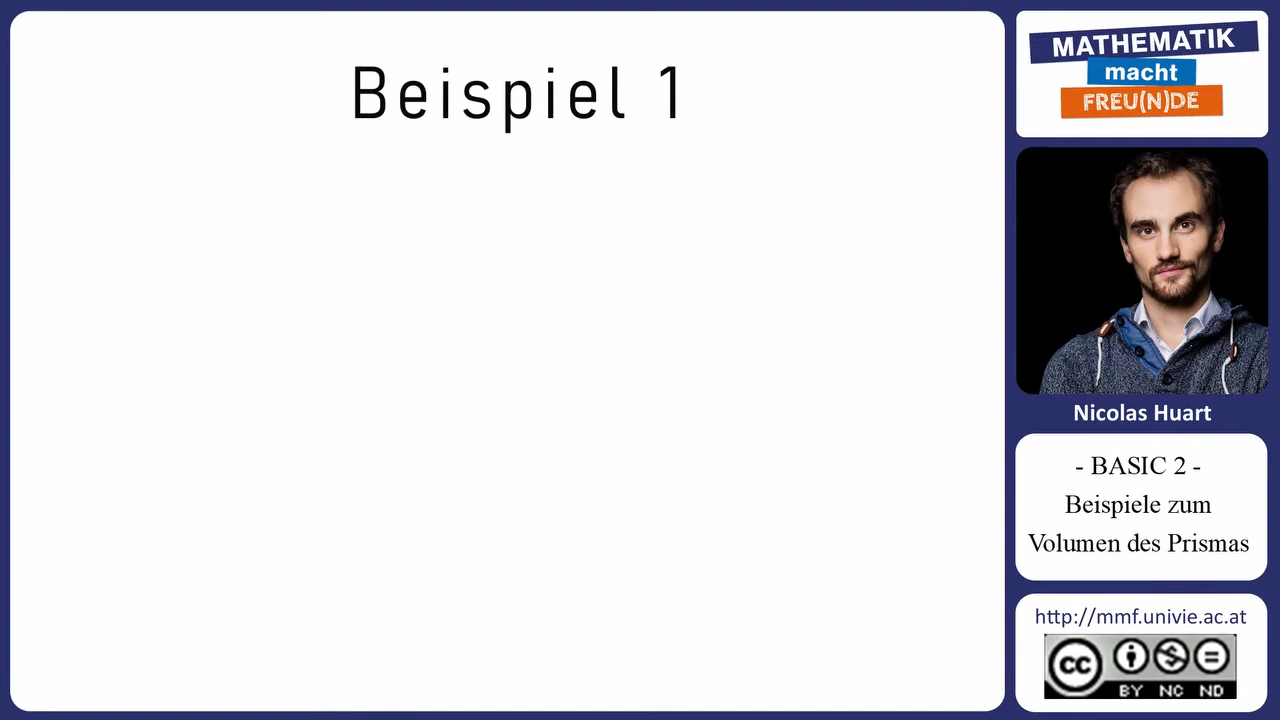 Beispiel 1
MATHEMATIK
macht
FREU(N)DE
Nicolas Huart
- BASIC 2 -
Beispiele zum
Volumen des Prismas
http://mmf.univie.ac.at
cc
BY NC ND